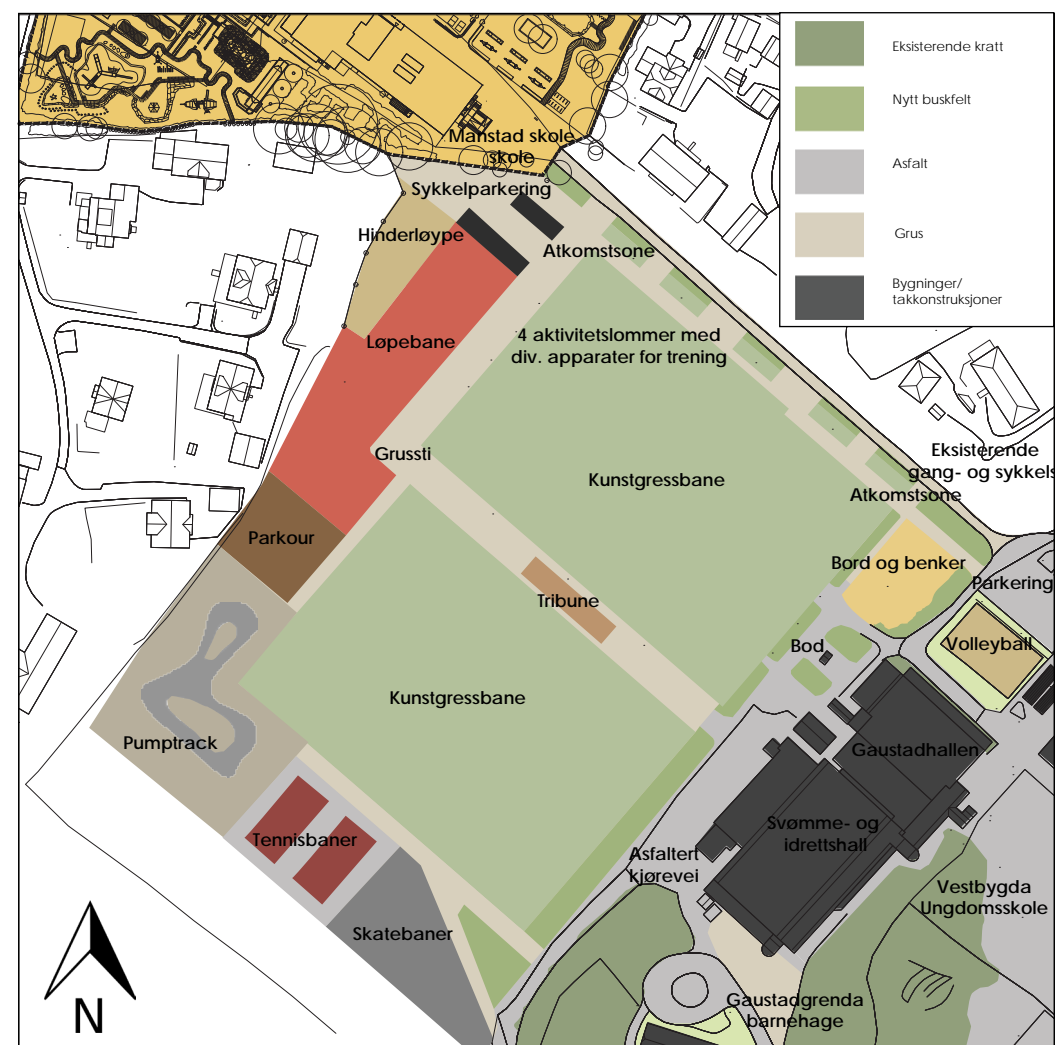 Eksisterende kratt
Nytt buskfelt
Asfalt
Grus
Bygninger/
takkonstruksjoner
Manstad skole
skole
Sykkelparkering
Hinderløype
Atkomstsone
Løpebane
4 aktivitetslommer med
div. apparater for trening
Grussti
Kunstgressbane
Eksisterende
gang- og sykkels
Atkomstsone
Parkour
Bord og benker
Parkering
Tribune
Volleyball
Bod
Kunstgressbane
Pumptrack
Gaustadhallen
Tennisbaner
Svømme- og
idrettshall
Asfaltert
kjørevei
Vestbygda
Ungdomsskole
Skatebaner
Gaustadgrenda
barnehage
N